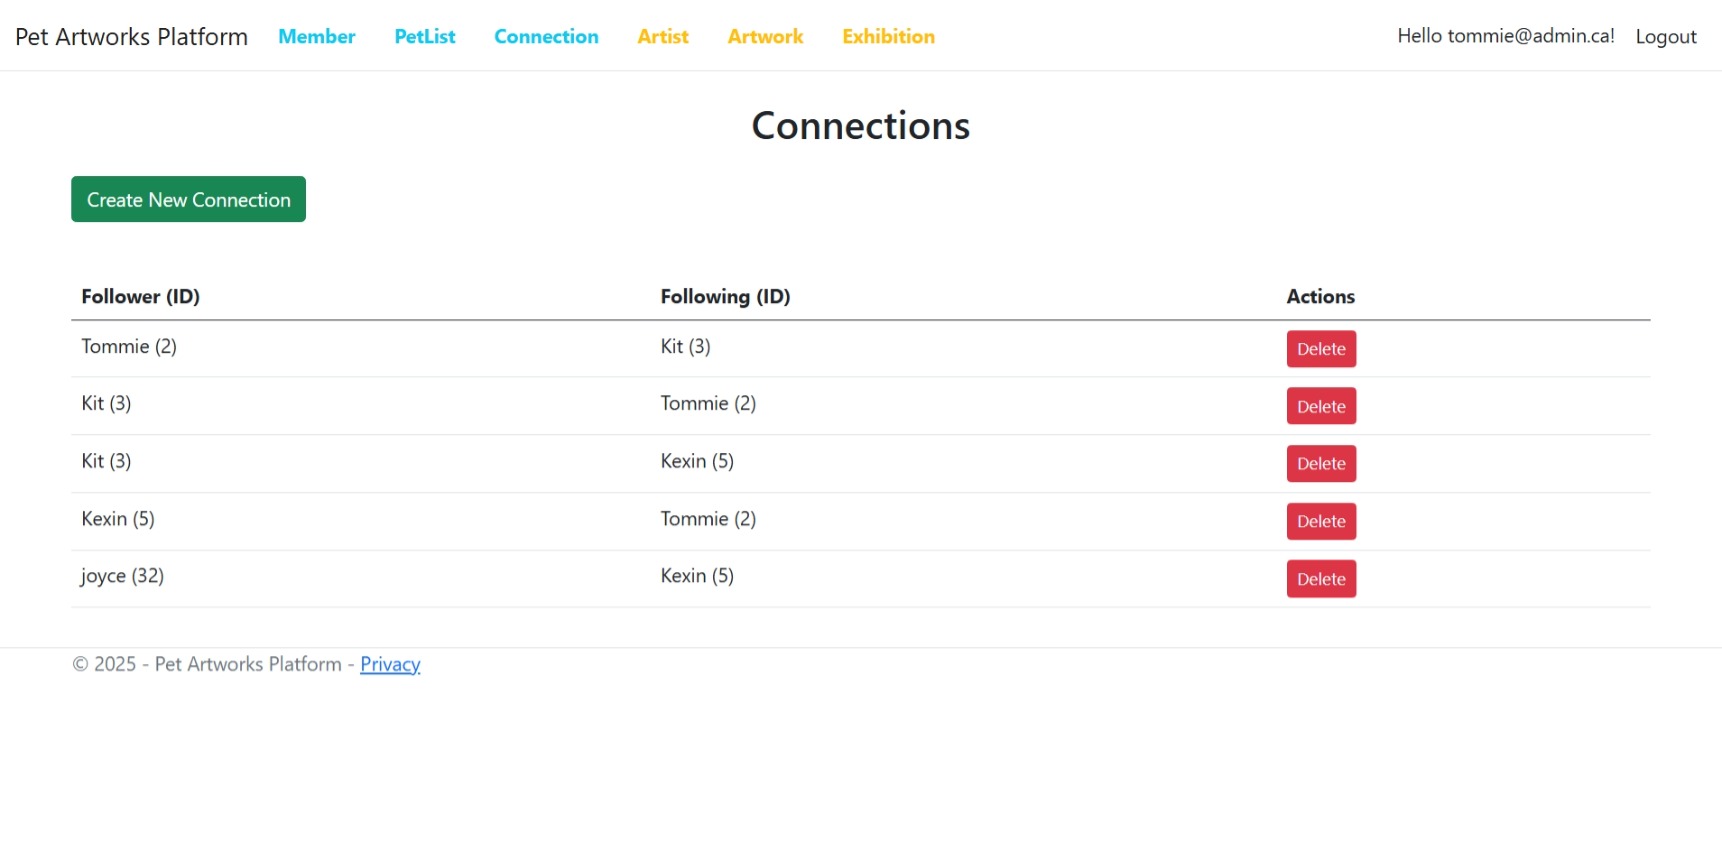 Pet Artworks Platform Member PetList Connection Artist Artwork Exhibition Hello tommie@admin.ca! Logout
Connections
Create New Connection
Follower (ID) Following (ID) Actions
Tommie (2) Kit (3) Delete
Kit (3) Tommie (2) Delete
Kit (3) Kexin (5) Delete
Kexin (5) Tommie (2) Delete
joyce (32) Kexin (5) Delete
© 2025 - Pet Artworks Platform - Privacy